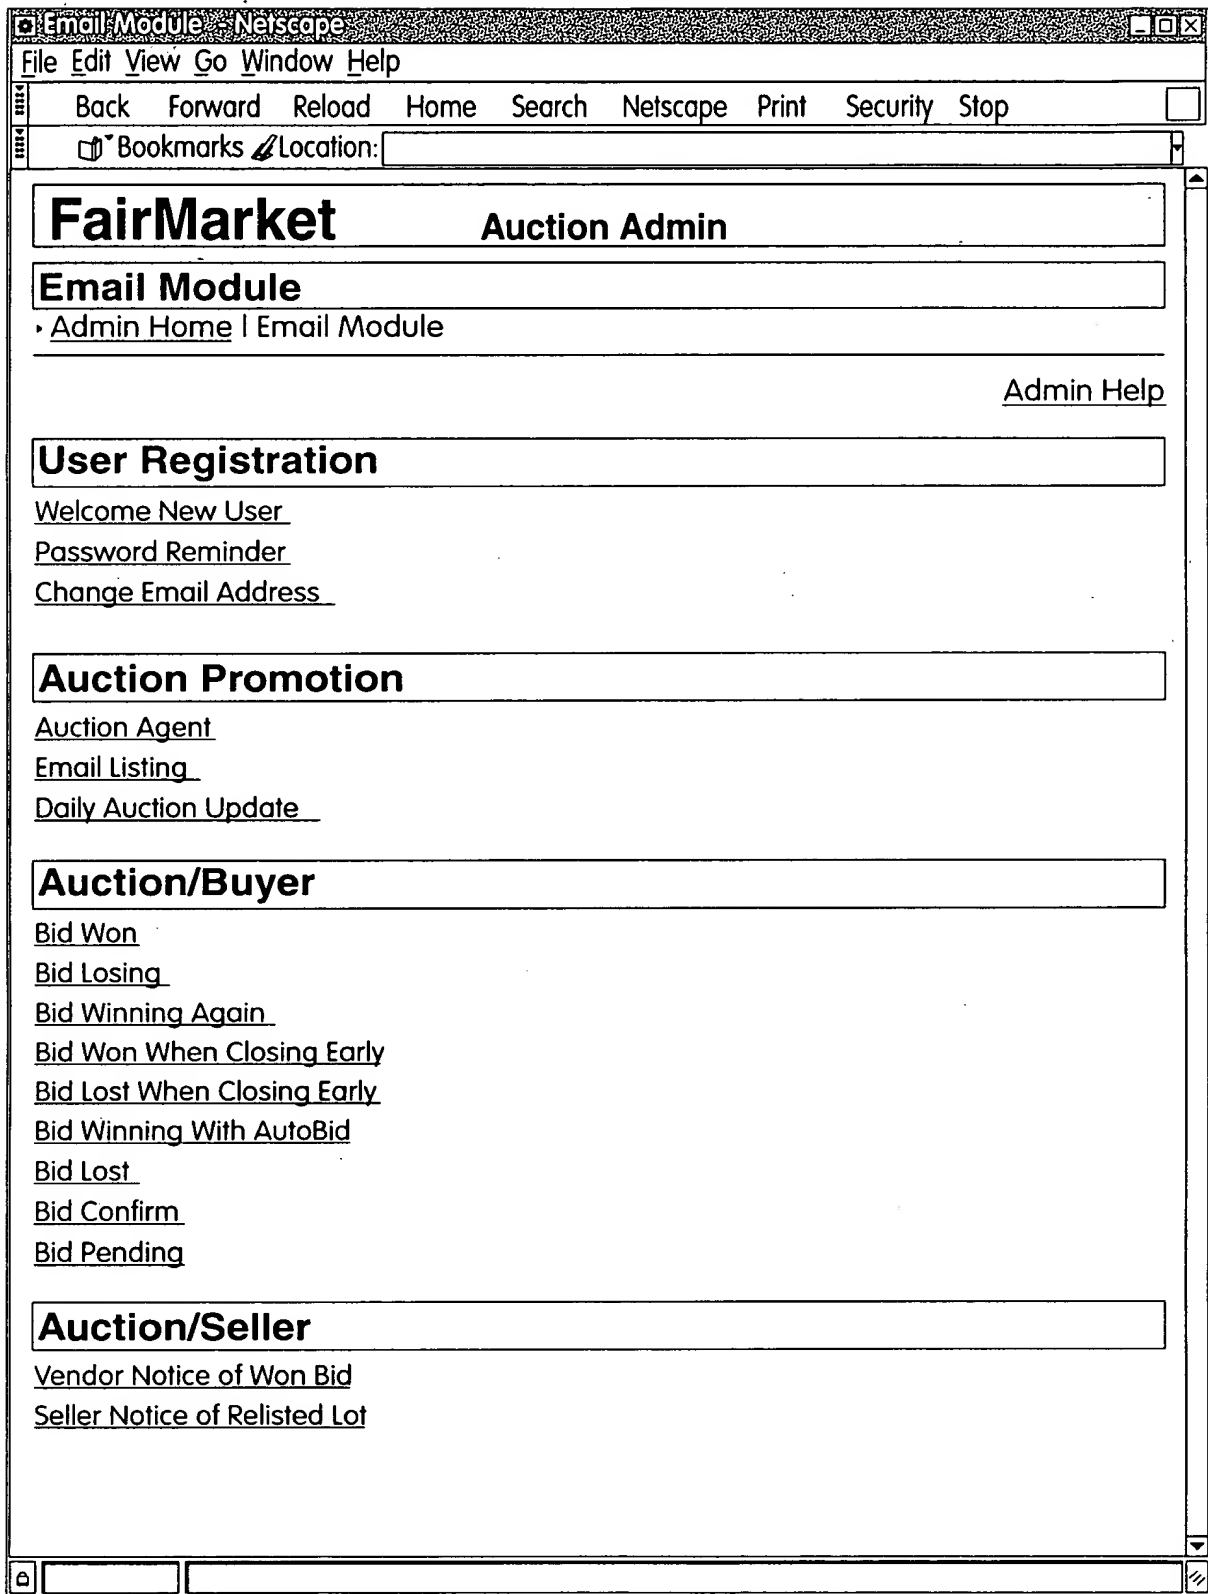 Email Module - Netscape
File Edit View Go Window Help
Back Forward Reload Home Search Netscape Print Security Stop
Bookmarks Location:
FairMarket Auction Admin
Email Module
Admin Home | Email Module
Admin Help
User Registration
Welcome New User
Password Reminder
Change Email Address
Auction Promotion
Auction Agent
Email Listing
Daily Auction Update
Auction/Buyer
Bid Won
Bid Losing
Bid Winning Again
Bid Won When Closing Early
Bid Lost When Closing Early
Bid Winning With AutoBid
Bid Lost
Bid Confirm
Bid Pending
Auction/Seller
Vendor Notice of Won Bid
Seller Notice of Relisted Lot